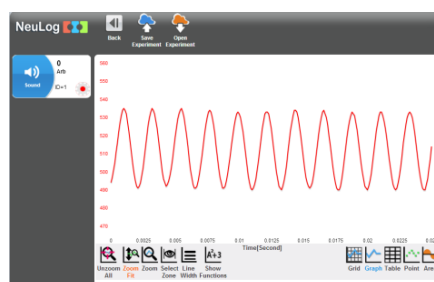 NeuLog
Back
Save
Experiment
Open
Experiment
0
Arb
Sound
ID=1
560
550
540
530
520
510
500
490
480
470
0
0.0025
0.005
0.0075
0.01
0.0125
0.015
0.0175
0.02
0.0225
Time[Second]
Unzoom
All
Zoom
Fit
Zoom
Select
Zone
Line
Width
Show
Functions
Grid
Graph
Table
Point